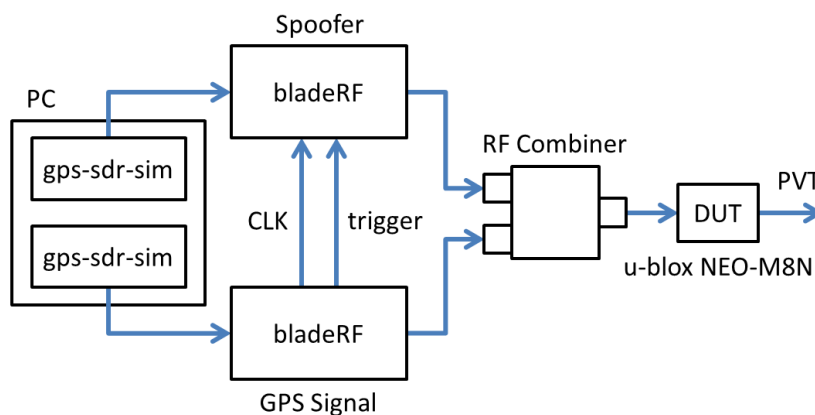 Spoofer
bladeRF
PC
gps-sdr-sim
gps-sdr-sim
CLK
trigger
bladeRF
GPS Signal
RF Combiner
DUT
PVT
u-blox NEO-M8N